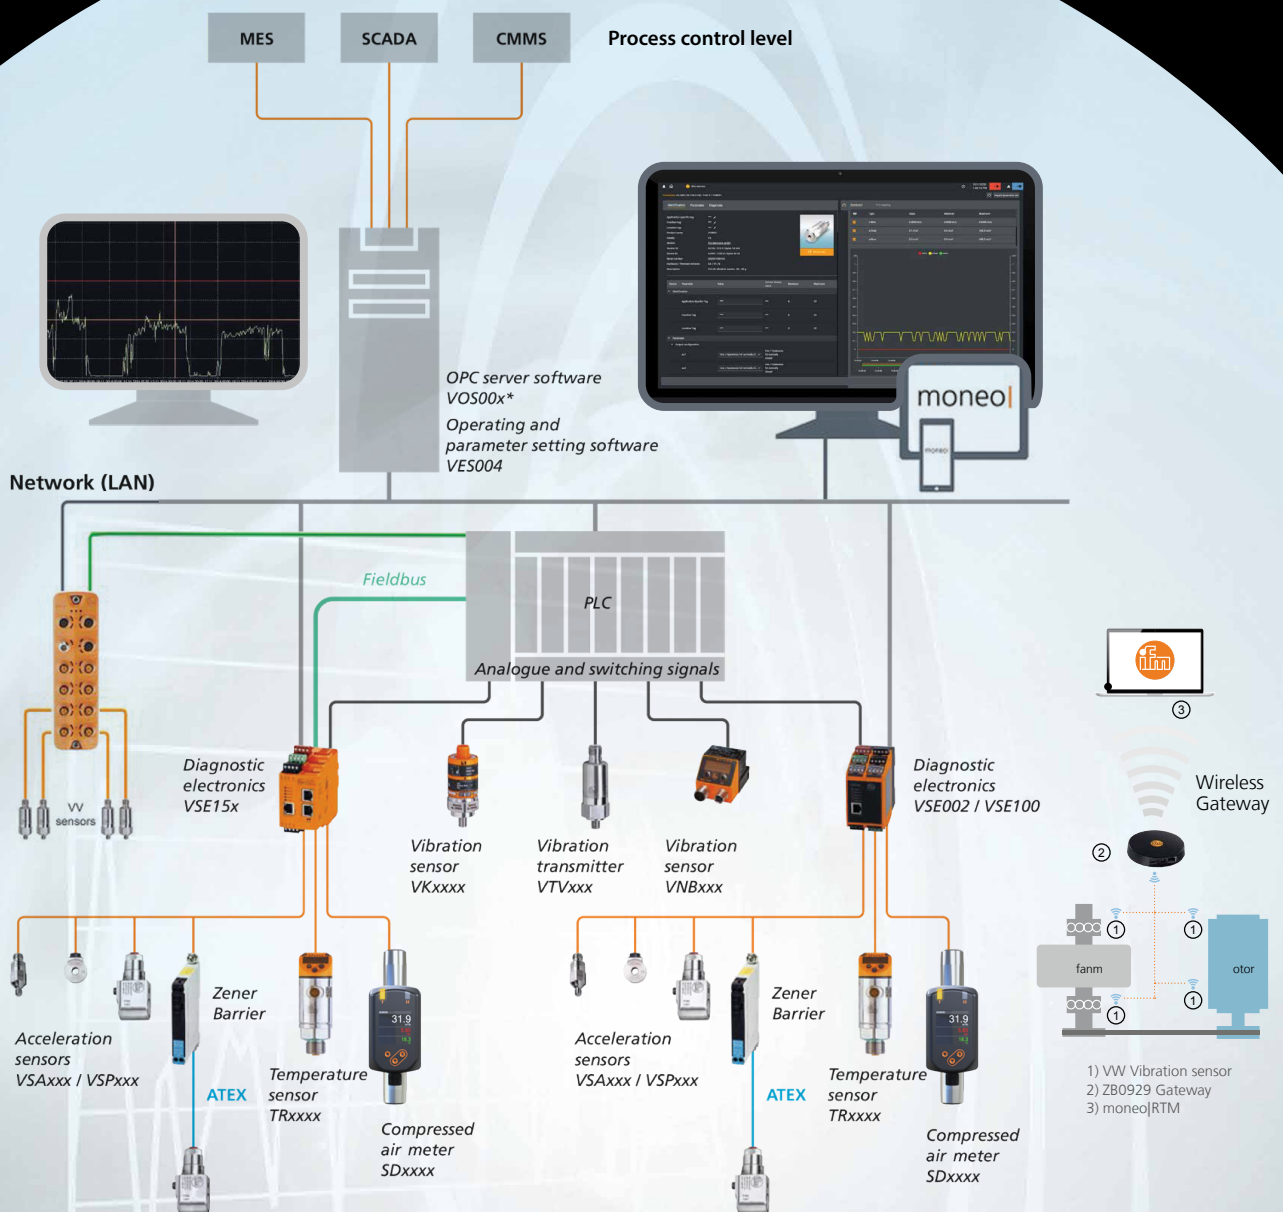 MES
SCADA
CMMS
Process control level
OPC server software
VOS00x*
Operating and
parameter setting software
VES004
moneo|
moneo|
Network (LAN)
Fieldbus
PLC
Analogue and switching signals
ifm
3
Wireless
Gateway
2
VV
sensors
Diagnostic
electronics
VSE15x
Vibration
sensor
VKxxxx
Vibration
transmitter
VTVxxx
Vibration
sensor
VNBxxx
Diagnostic
electronics
VSE002 / VSE100
1
1
fanm
otor
1
1
Acceleration
sensors
VSAxxx / VSPxxx
Zener
Barrier
ATEX
Temperature
sensor
TRxxxx
31.9
Compressed
air meter
SDxxxx
Acceleration
sensors
VSAxxx / VSPxxx
Zener
Barrier
ATEX
Temperature
sensor
TRxxxx
31.9
Compressed
air meter
SDxxxx
1) VW Vibration sensor
2) ZB0929 Gateway
3) moneo|RTM